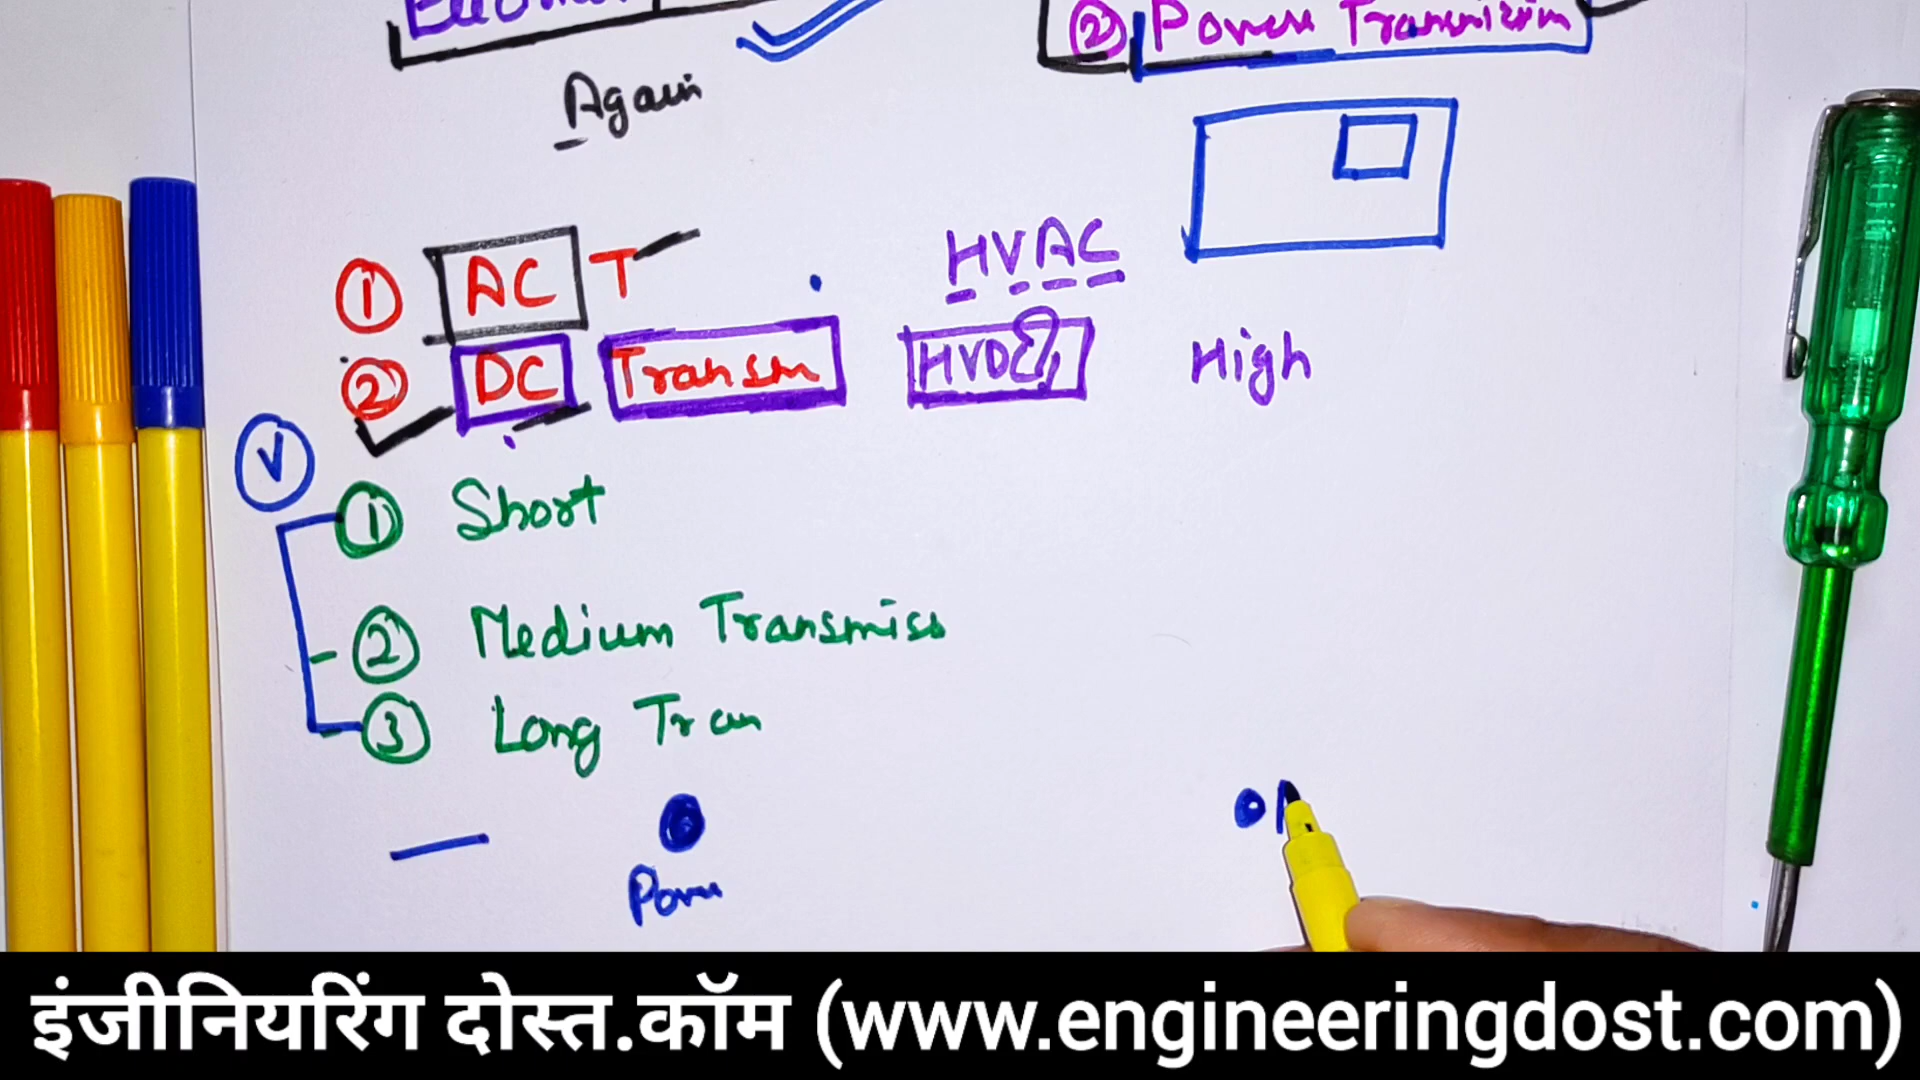 ② Power Transmission
Again
① AC T
HVAC
② DC Transm HVDC High
V
① Short
② Medium Transmiss
③ Long Tran
Powe
इंजीनियरिंग दोस्त.कॉम (www.engineeringdost.com)